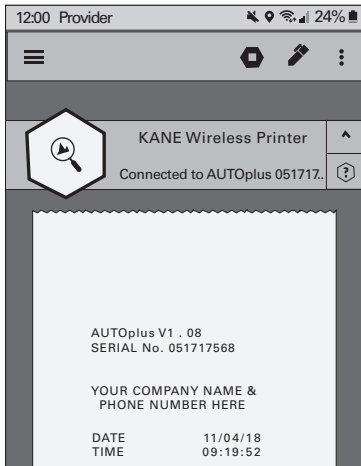 12:00 Provider 24%
KANE Wireless Printer
Connected to AUTOplus 051717..
?
AUTOplus V1 . 08
SERIAL No. 051717568
YOUR COMPANY NAME &
PHONE NUMBER HERE
DATE 11/04/18
TIME 09:19:52